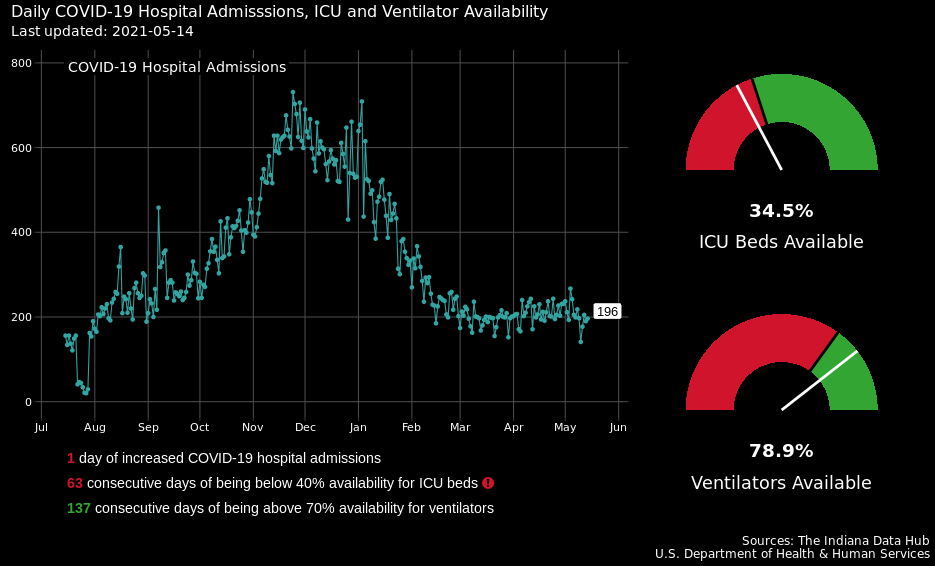 Daily COVID-19 Hospital Admisssions, ICU and Ventilator Availability
Last updated: 2021-05-14
COVID-19 Hospital Admissions
800
600
400
200
0
196
Jul Aug Sep Oct Nov Dec Jan Feb Mar Apr May Jun
34.5%
ICU Beds Available
78.9%
Ventilators Available
1 day of increased COVID-19 hospital admissions
63 consecutive days of being below 40% availability for ICU beds !
137 consecutive days of being above 70% availability for ventilators
Sources: The Indiana Data Hub
U.S. Department of Health & Human Services